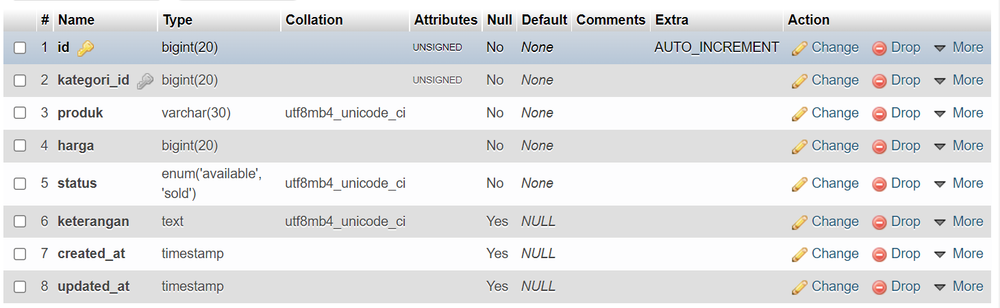 # Name Type Collation Attributes Null Default Comments Extra Action
1 id bigint(20) UNSIGNED No None AUTO_INCREMENT Change Drop More
2 kategori_id bigint(20) UNSIGNED No None Change Drop More
3 produk varchar(30) utf8mb4_unicode_ci No None Change Drop More
4 harga bigint(20) No None Change Drop More
5 status enum('available', 'sold') utf8mb4_unicode_ci No None Change Drop More
6 keterangan text utf8mb4_unicode_ci Yes NULL Change Drop More
7 created_at timestamp Yes NULL Change Drop More
8 updated_at timestamp Yes NULL Change Drop More